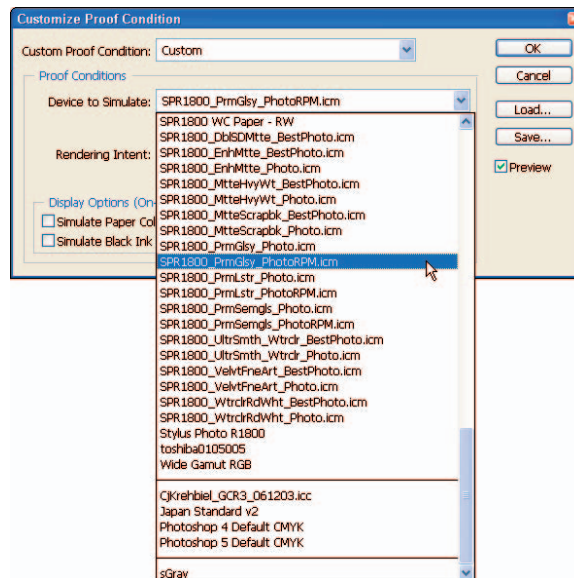 Customize Proof Condition
Custom Proof Condition: Custom
OK
Cancel
Load...
Save...
Preview
Proof Conditions
Device to Simulate: SPR1800_PrmGlsy_PhotoRPM.icm
Rendering Intent:
Display Options (On-
Simulate Paper Col
Simulate Black Ink
SPR1800 WC Paper - RW
SPR1800_DblSDMtte_BestPhoto.icm
SPR1800_EnhMtte_BestPhoto.icm
SPR1800_EnhMtte_Photo.icm
SPR1800_MtteHvyWt_BestPhoto.icm
SPR1800_MtteHvyWt_Photo.icm
SPR1800_MtteScrapbk_BestPhoto.icm
SPR1800_MtteScrapbk_Photo.icm
SPR1800_PrmGlsy_Photo.icm
SPR1800_PrmGlsy_PhotoRPM.icm
SPR1800_PrmLstr_Photo.icm
SPR1800_PrmLstr_PhotoRPM.icm
SPR1800_PrmSemgls_Photo.icm
SPR1800_PrmSemgls_PhotoRPM.icm
SPR1800_UltrSmth_Wtrclr_BestPhoto.icm
SPR1800_UltrSmth_Wtrclr_Photo.icm
SPR1800_VelvtFneArt_BestPhoto.icm
SPR1800_VelvtFneArt_Photo.icm
SPR1800_WtrclrRdWht_BestPhoto.icm
SPR1800_WtrclrRdWht_Photo.icm
Stylus Photo R1800
toshiba0105005
Wide Gamut RGB
CjKrehbiel_GCR3_061203.icc
Japan Standard v2
Photoshop 4 Default CMYK
Photoshop 5 Default CMYK
sGray